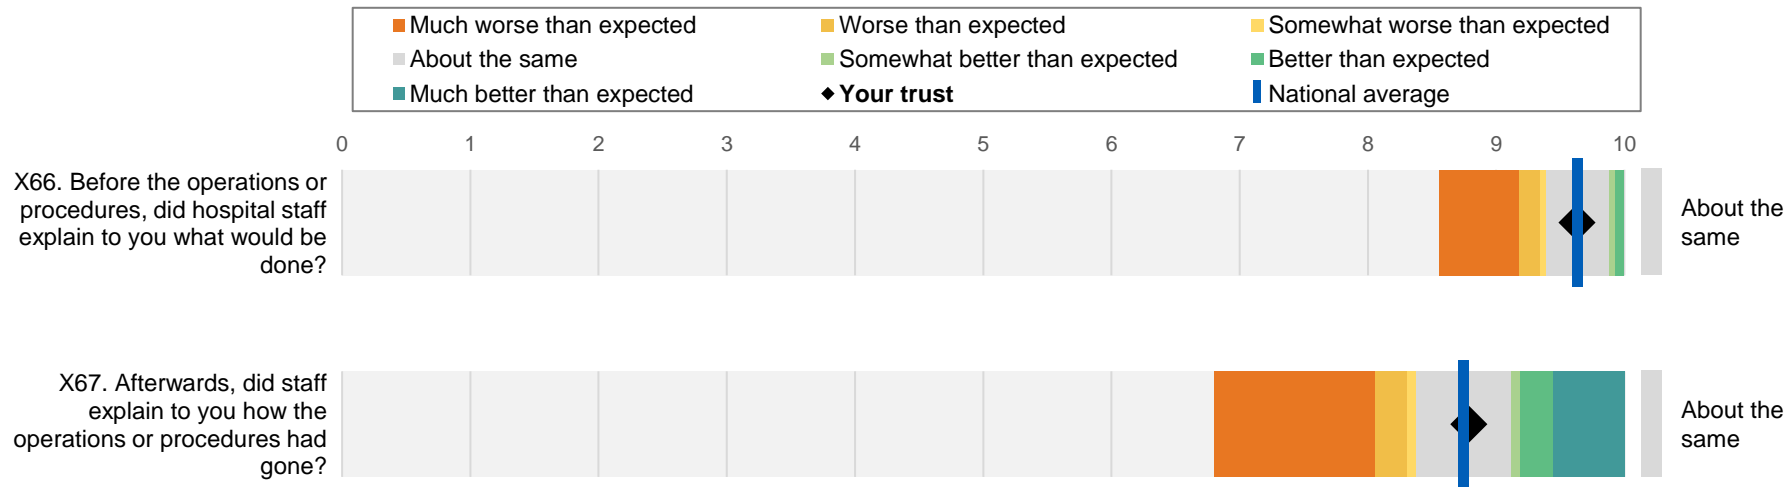 Much worse than expected
Worse than expected
Somewhat worse than expected
About the same
Somewhat better than expected
Better than expected
Much better than expected
Your trust
National average
0 1 2 3 4 5 6 7 8 9 10
X66. Before the operations or
procedures, did hospital staff
explain to you what would be
done?
About the
same
X67. Afterwards, did staff
explain to you how the
operations or procedures had
gone?
About the
same